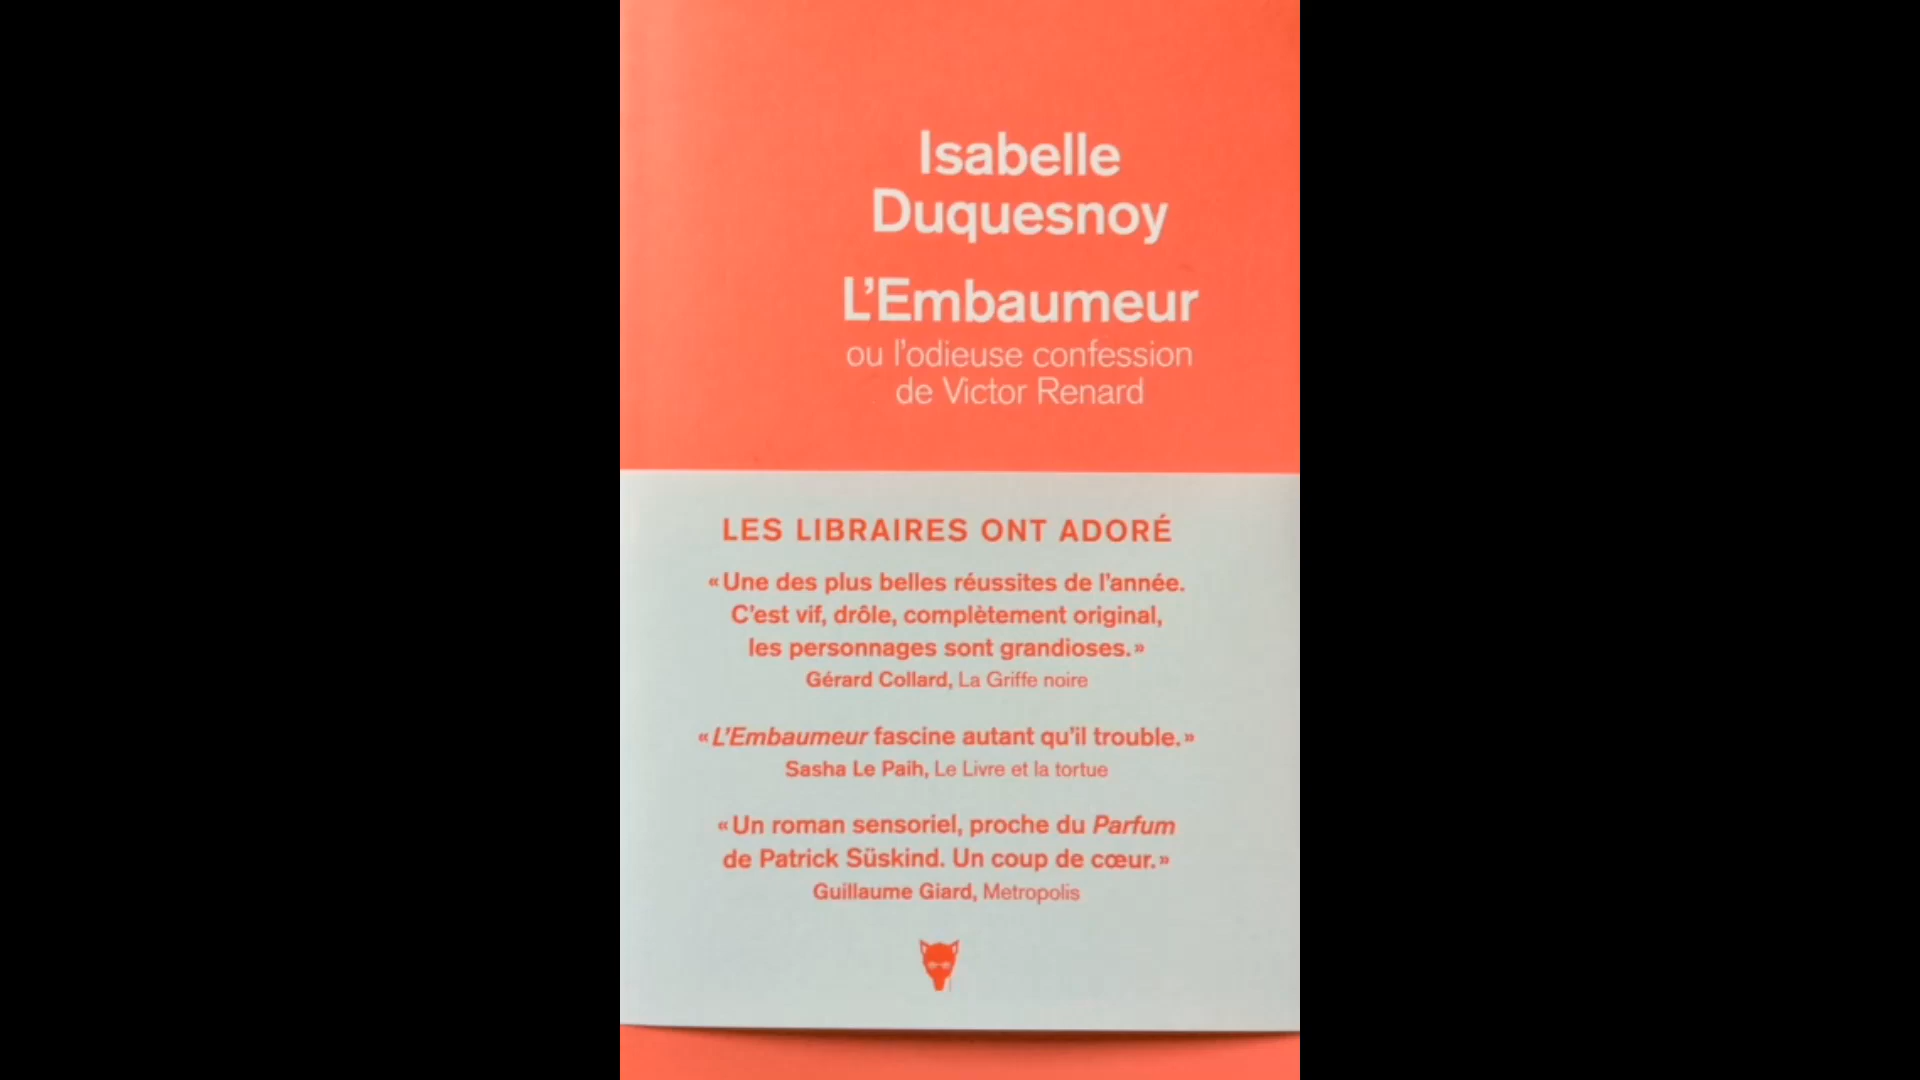 Isabelle
Duquesnoy
L'Embaumeur
ou l'odieuse confession
de Victor Renard
LES LIBRAIRES ONT ADORÉ
«Une des plus belles réussites de l'année.
C'est vif, drôle, complètement original,
les personnages sont grandioses.»
Gérard Collard, La Griffe noire
«L'Embaumeur fascine autant qu'il trouble.»
Sasha Le Paih, Le Livre et la tortue
«Un roman sensoriel, proche du Parfum
de Patrick Süskind. Un coup de cœur.»
Guillaume Giard, Metropolis